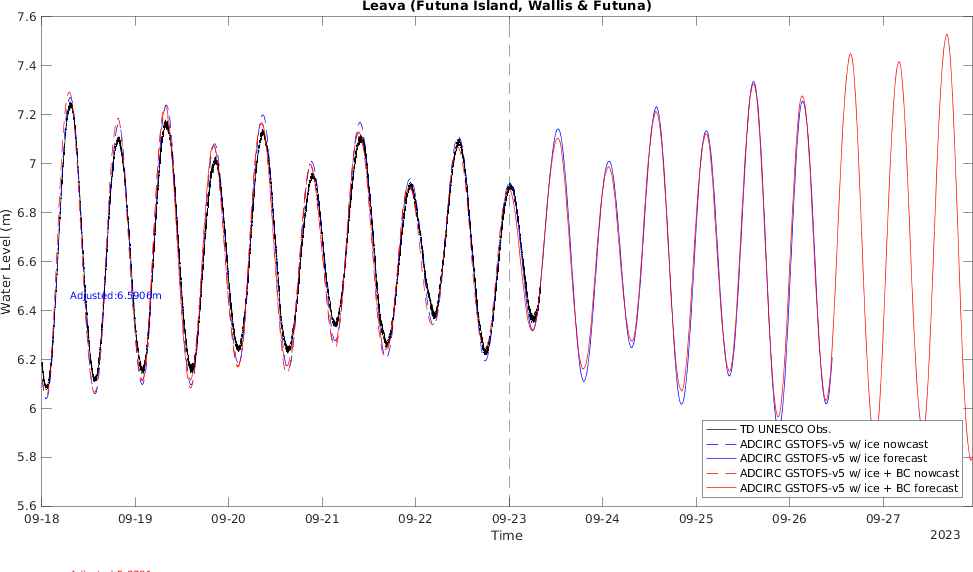 Leava (Futuna Island, Wallis & Futuna)
7.6
7.4
7.2
7
6.8
6.6
6.4
6.2
6
5.8
5.6
Water Level (m)
Adjusted:6.5906m
TD UNESCO Obs.
ADCIRC GSTOFS-v5 w/ ice nowcast
ADCIRC GSTOFS-v5 w/ ice forecast
ADCIRC GSTOFS-v5 w/ ice + BC nowcast
ADCIRC GSTOFS-v5 w/ ice + BC forecast
09-18 09-19 09-20 09-21 09-22 09-23 09-24 09-25 09-26 09-27
Time
2023